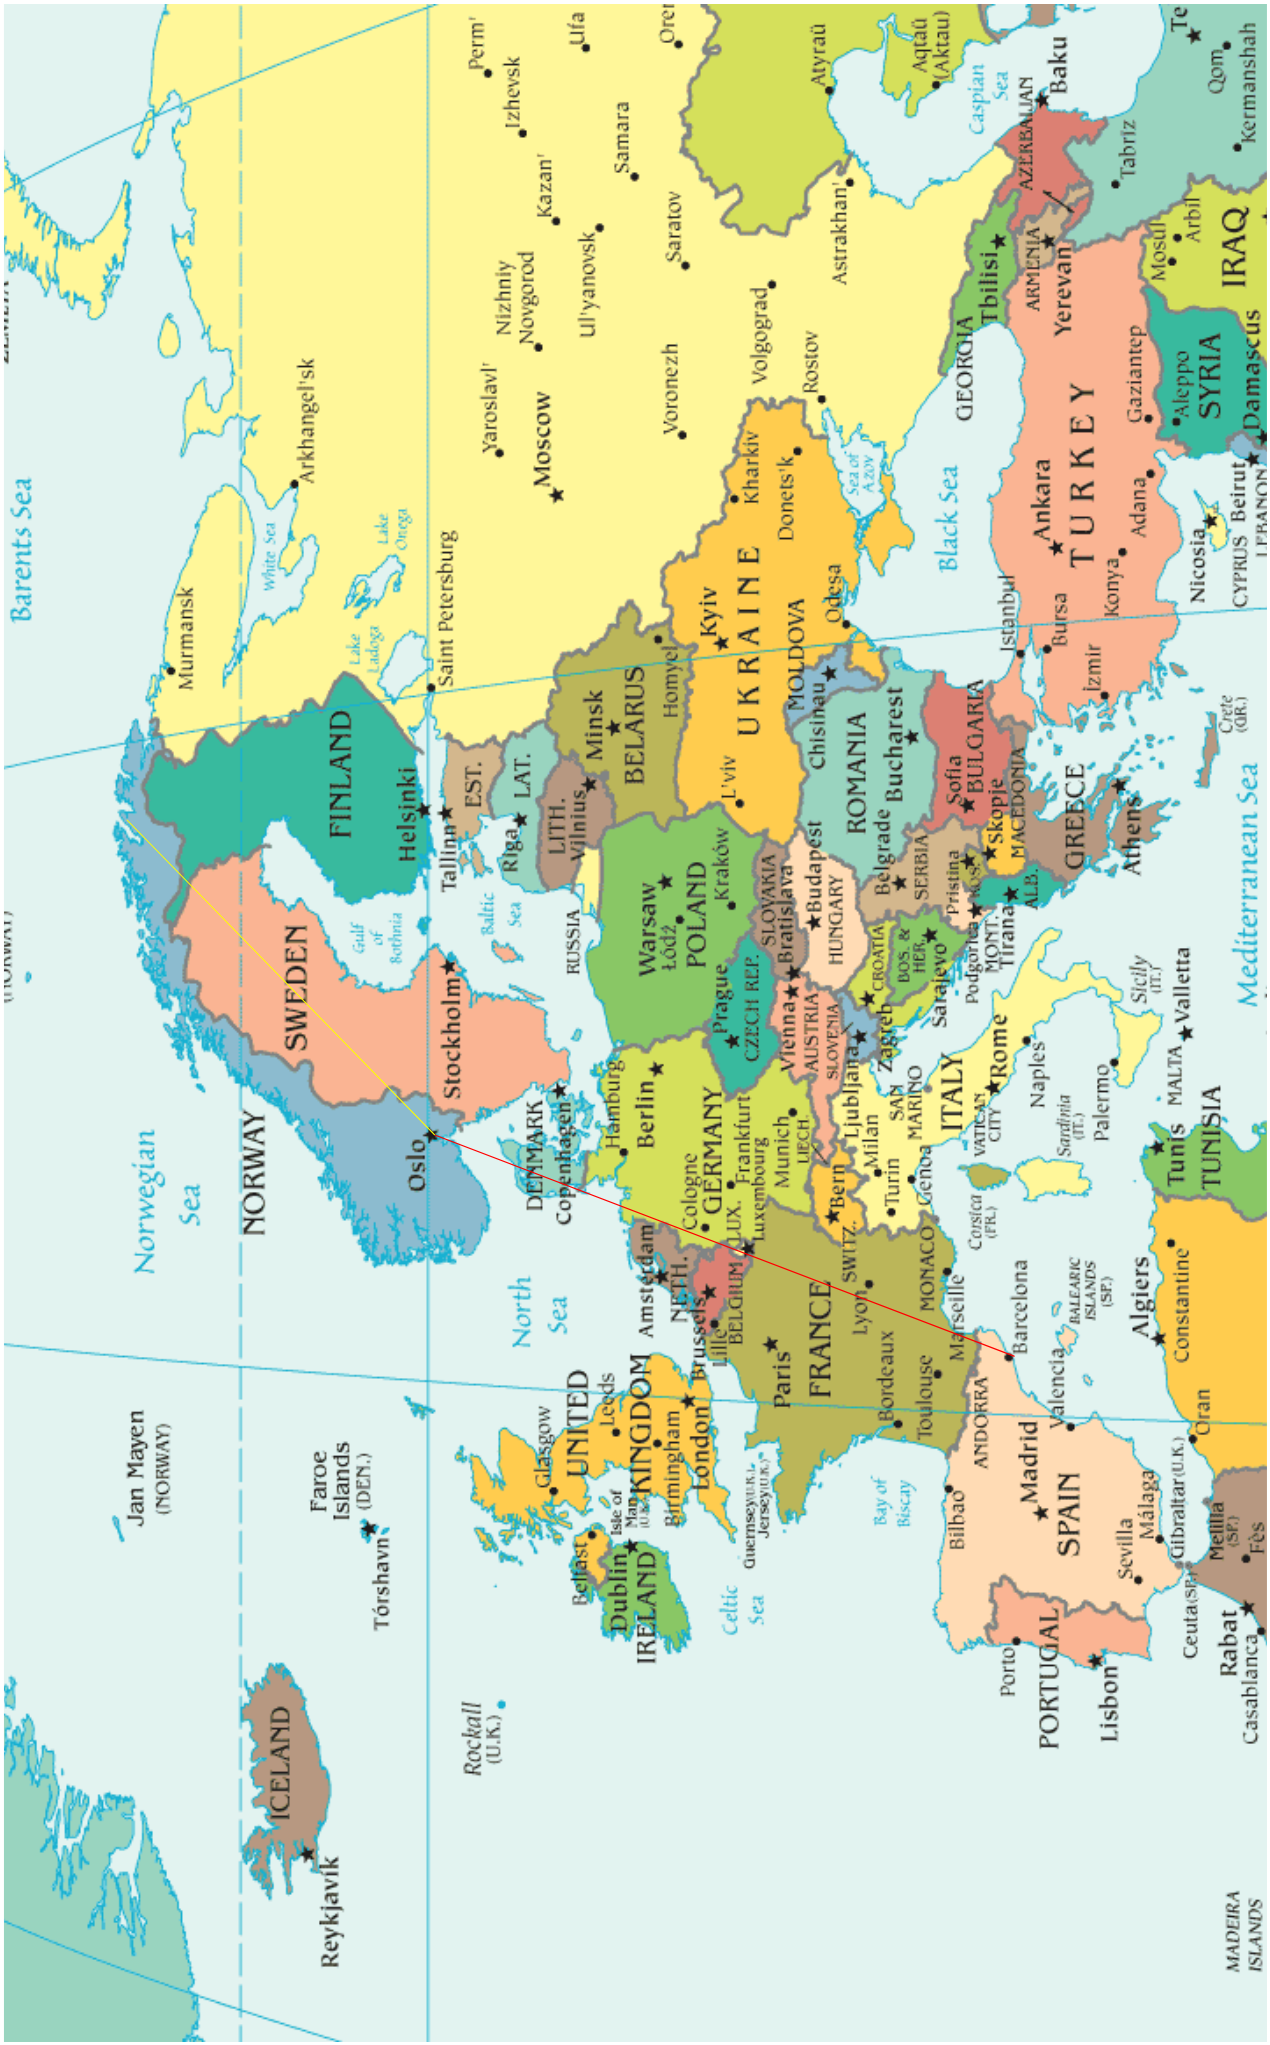 Barents Sea
Norwegian
Sea
Jan Mayen
(NORWAY)
Murmansk
White Sea
Arkhangel'sk
Lake
Onega
Lake
Ladoga
Saint Petersburg
NORWAY
SWEDEN
FINLAND
Gulf
of
Bothnia
Helsinki
Oslo
Stockholm
Tallinn
EST.
Baltic
Sea
Riga
LAT.
LITH.
Vilnius
RUSSIA
ICELAND
Reykjavík
Faroe
Islands
(DEN.)
Tórshavn
Rockall
(U.K.)
North
Sea
DENMARK
Copenhagen
Perm'
Izhevsk
Ufa
Kazan'
Samara
Ul'yanovsk
Nizhniy
Novgorod
Yaroslavl'
Moscow
Saratov
Voronezh
Volgograd
Astrakhan'
Rostov
Atyraū
Aqtaū
(Aktau)
Caspian
Sea
Minsk
BELARUS
Homyel'
Kyiv
UKRAINE
Kharkiv
Donets'k
L'viv
Odesa
Sea of
Azov
MOLDOVA
Chisinau
Glasgow
UNITED
KINGDOM
Leeds
Belfast
Isle of
Man
(U.K.)
Dublin
IRELAND
Birmingham
London
Guernsey (U.K.)
Jersey (U.K.)
Celtic
Sea
Amsterdam
NETH.
Brussels
BELGIUM
Lille
LUX.
Luxembourg
Hamburg
Berlin
GERMANY
Cologne
Frankfurt
Munich
LIECH.
Warsaw
Łódź
POLAND
Kraków
Prague
CZECH REP.
SLOVAKIA
Bratislava
Vienna
AUSTRIA
Budapest
HUNGARY
SLOVENIA
Ljubljana
Zagreb
CROATIA
BOS. &
HER.
Sarajevo
Belgrade
SERBIA
Pristina
KOS.
Podgorica
MONT.
Tirana
ALB.
Skopje
MACEDONIA
ROMANIA
Bucharest
Sofia
BULGARIA
Black Sea
Paris
FRANCE
Bern
SWITZ.
Lyon
Bordeaux
Toulouse
Marseille
MONACO
Bay of
Biscay
Milan
Turin
Genoa
SAN
MARINO
ITALY
VATICAN
CITY
Rome
Naples
Corsica
(FR.)
Sardinia
(IT.)
Palermo
Sicily
(IT.)
MALTA
Valletta
GREECE
Athens
Crete
(GR.)
Mediterranean Sea
ANDORRA
Barcelona
Bilbao
Madrid
SPAIN
Valencia
BALEARIC
ISLANDS
(SP.)
Sevilla
Málaga
Gibraltar (U.K.)
Ceuta (SP.)
Melilla
(SP.)
Porto
PORTUGAL
Lisbon
MADEIRA
ISLANDS
Rabat
Casablanca
Fès
Oran
Algiers
Constantine
Tunis
TUNISIA
Istanbul
Bursa
İzmir
Ankara
TURKEY
Konya
Adana
Gaziantep
Nicosia
CYPRUS
Beirut
LEBANON
Damascus
SYRIA
Aleppo
GEORGIA
Tbilisi
ARMENIA
Yerevan
AZERBAIJAN
Baku
Tabriz
Mosul
Arbil
IRAQ
Qom
Kermanshah